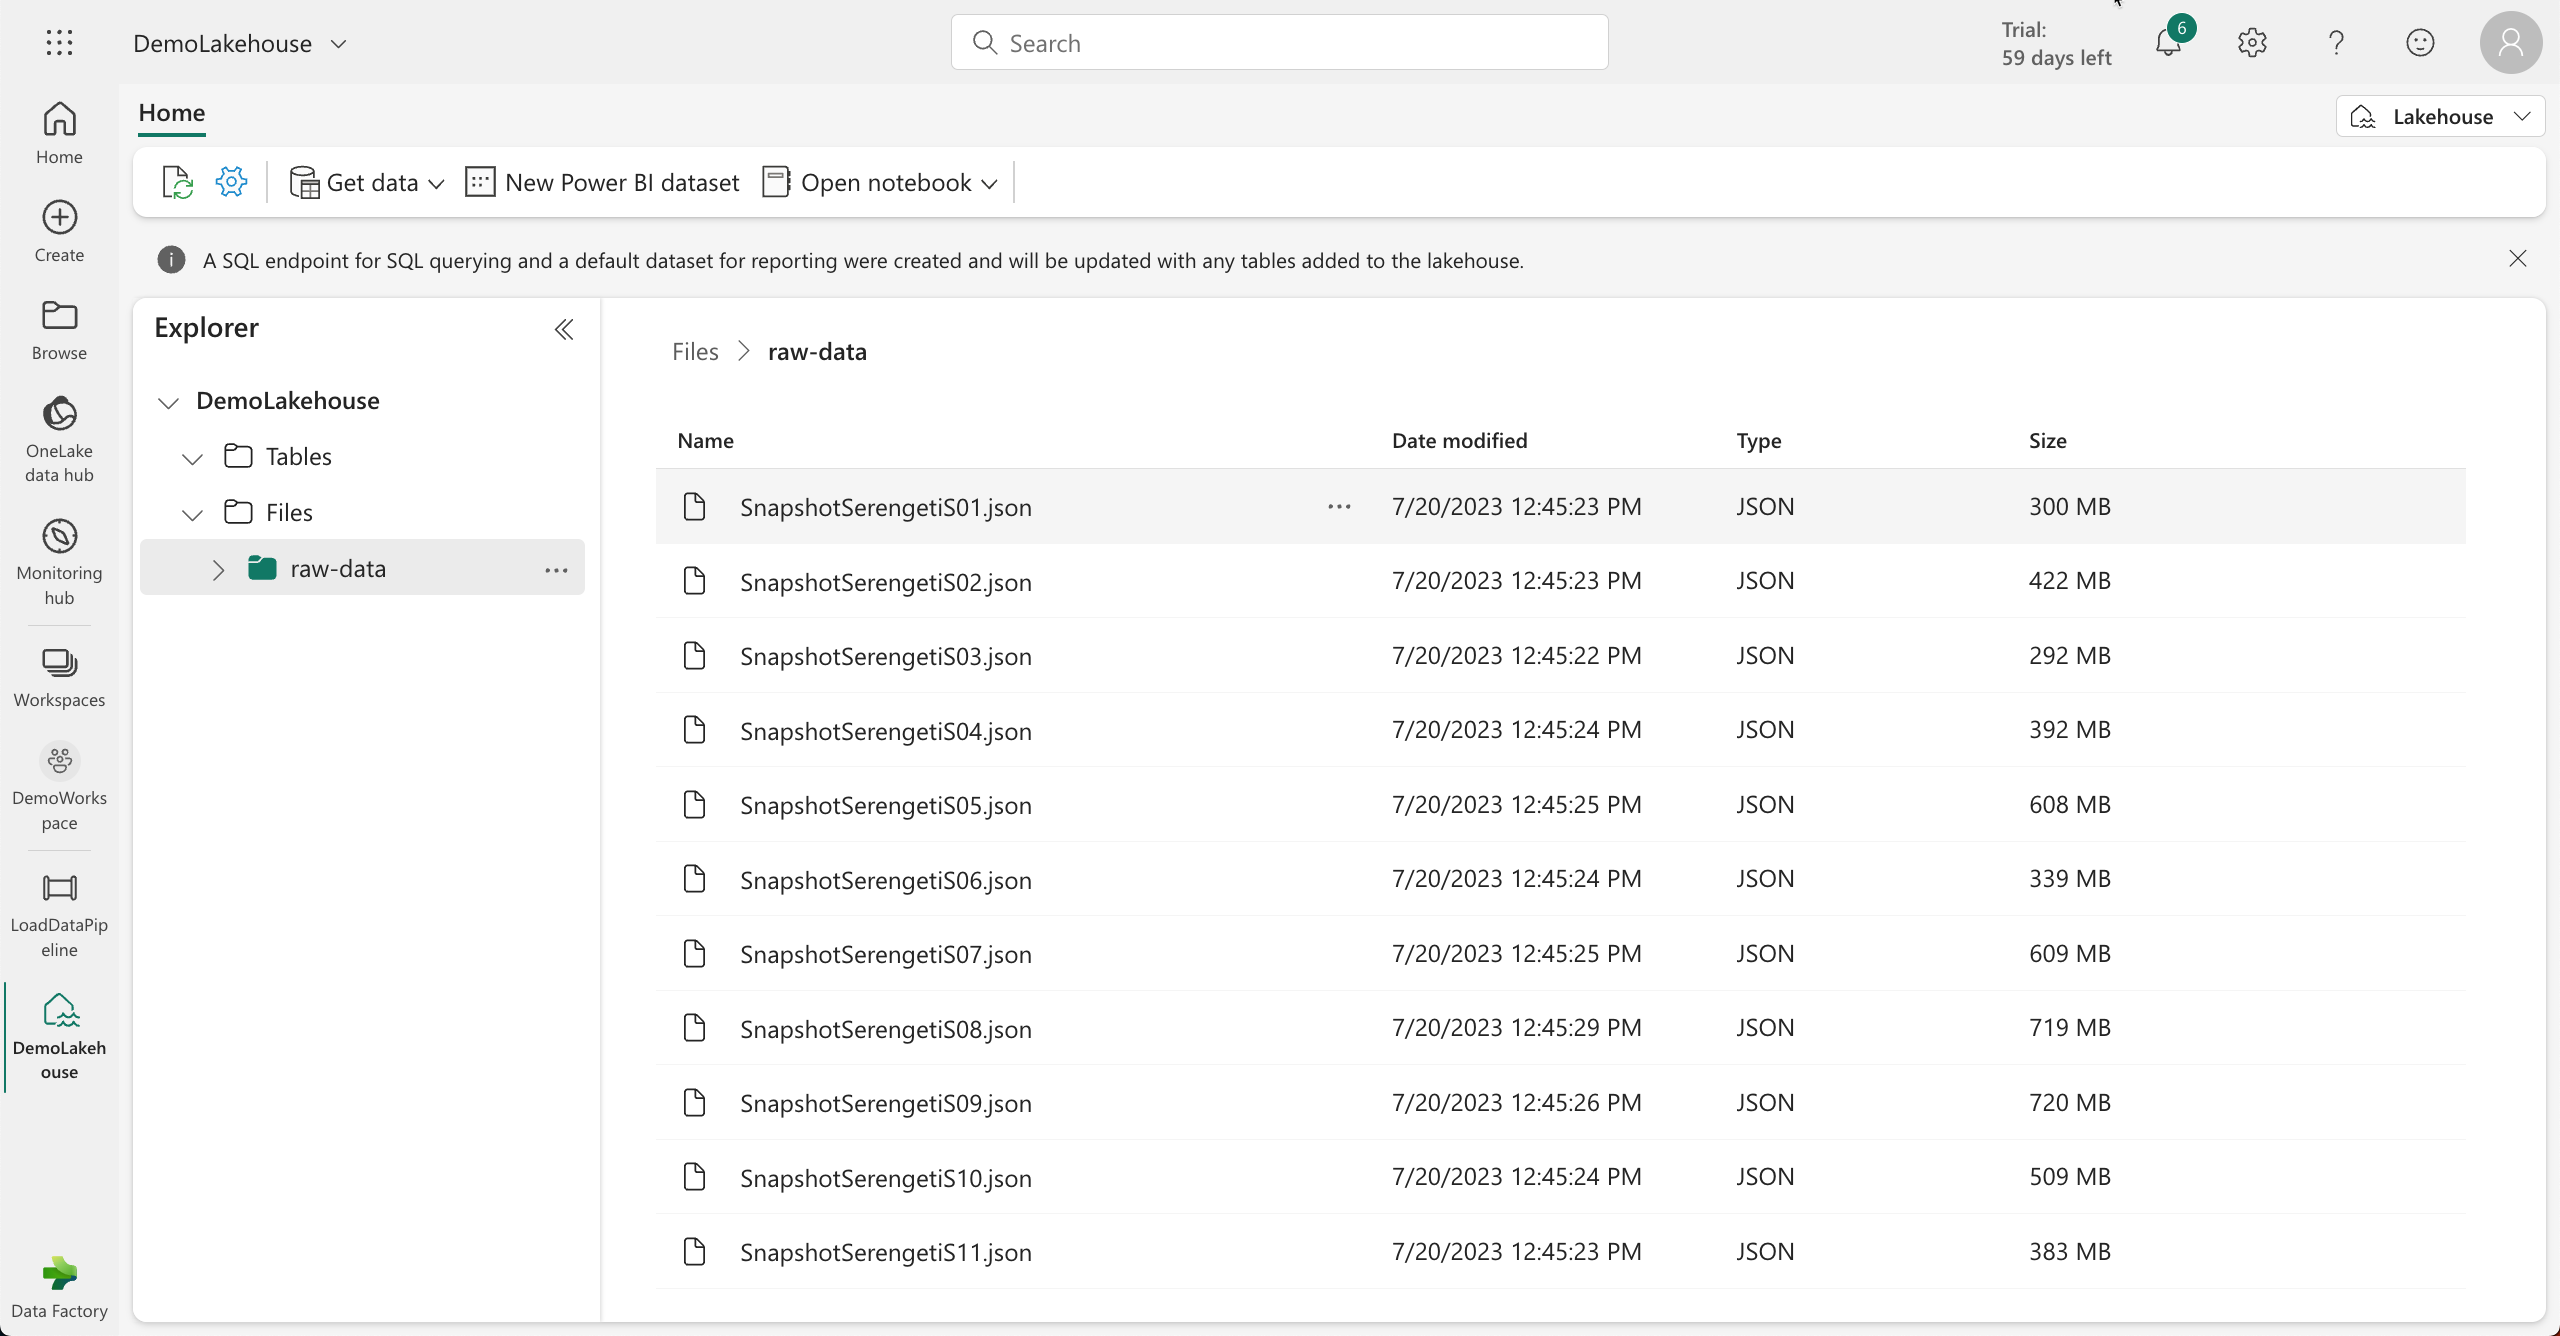 DemoLakehouse
Search
Trial:
59 days left
6
Home
Create
Browse
OneLake
data hub
Monitoring
hub
Workspaces
DemoWorks
pace
LoadDataPip
eline
DemoLakeh
ouse
Data Factory
Home
Lakehouse
Get data
New Power BI dataset
Open notebook
A SQL endpoint for SQL querying and a default dataset for reporting were created and will be updated with any tables added to the lakehouse.
Explorer
DemoLakehouse
Tables
Files
raw-data
Files > raw-data
Name Date modified Type Size
SnapshotSerengetiS01.json 7/20/2023 12:45:23 PM JSON 300 MB
SnapshotSerengetiS02.json 7/20/2023 12:45:23 PM JSON 422 MB
SnapshotSerengetiS03.json 7/20/2023 12:45:22 PM JSON 292 MB
SnapshotSerengetiS04.json 7/20/2023 12:45:24 PM JSON 392 MB
SnapshotSerengetiS05.json 7/20/2023 12:45:25 PM JSON 608 MB
SnapshotSerengetiS06.json 7/20/2023 12:45:24 PM JSON 339 MB
SnapshotSerengetiS07.json 7/20/2023 12:45:25 PM JSON 609 MB
SnapshotSerengetiS08.json 7/20/2023 12:45:29 PM JSON 719 MB
SnapshotSerengetiS09.json 7/20/2023 12:45:26 PM JSON 720 MB
SnapshotSerengetiS10.json 7/20/2023 12:45:24 PM JSON 509 MB
SnapshotSerengetiS11.json 7/20/2023 12:45:23 PM JSON 383 MB